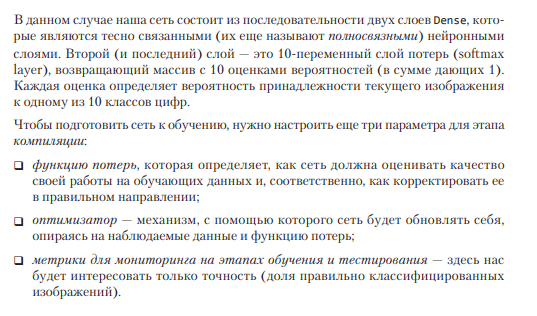 В данном случае наша сеть состоит из последовательности двух слоев Dense, кото-
рые являются тесно связанными (их еще называют полносвязными) нейронными
слоями. Второй (и последний) слой — это 10-переменный слой потерь (softmax
layer), возвращающий массив с 10 оценками вероятностей (в сумме дающих 1).
Каждая оценка определяет вероятность принадлежности текущего изображения
к одному из 10 классов цифр.
Чтобы подготовить сеть к обучению, нужно настроить еще три параметра для этапа
компиляции:
❑ функцию потерь, которая определяет, как сеть должна оценивать качество
своей работы на обучающих данных и, соответственно, как корректировать ее
в правильном направлении;
❑ оптимизатор — механизм, с помощью которого сеть будет обновлять себя,
опираясь на наблюдаемые данные и функцию потерь;
❑ метрики для мониторинга на этапах обучения и тестирования — здесь нас
будет интересовать только точность (доля правильно классифицированных
изображений).